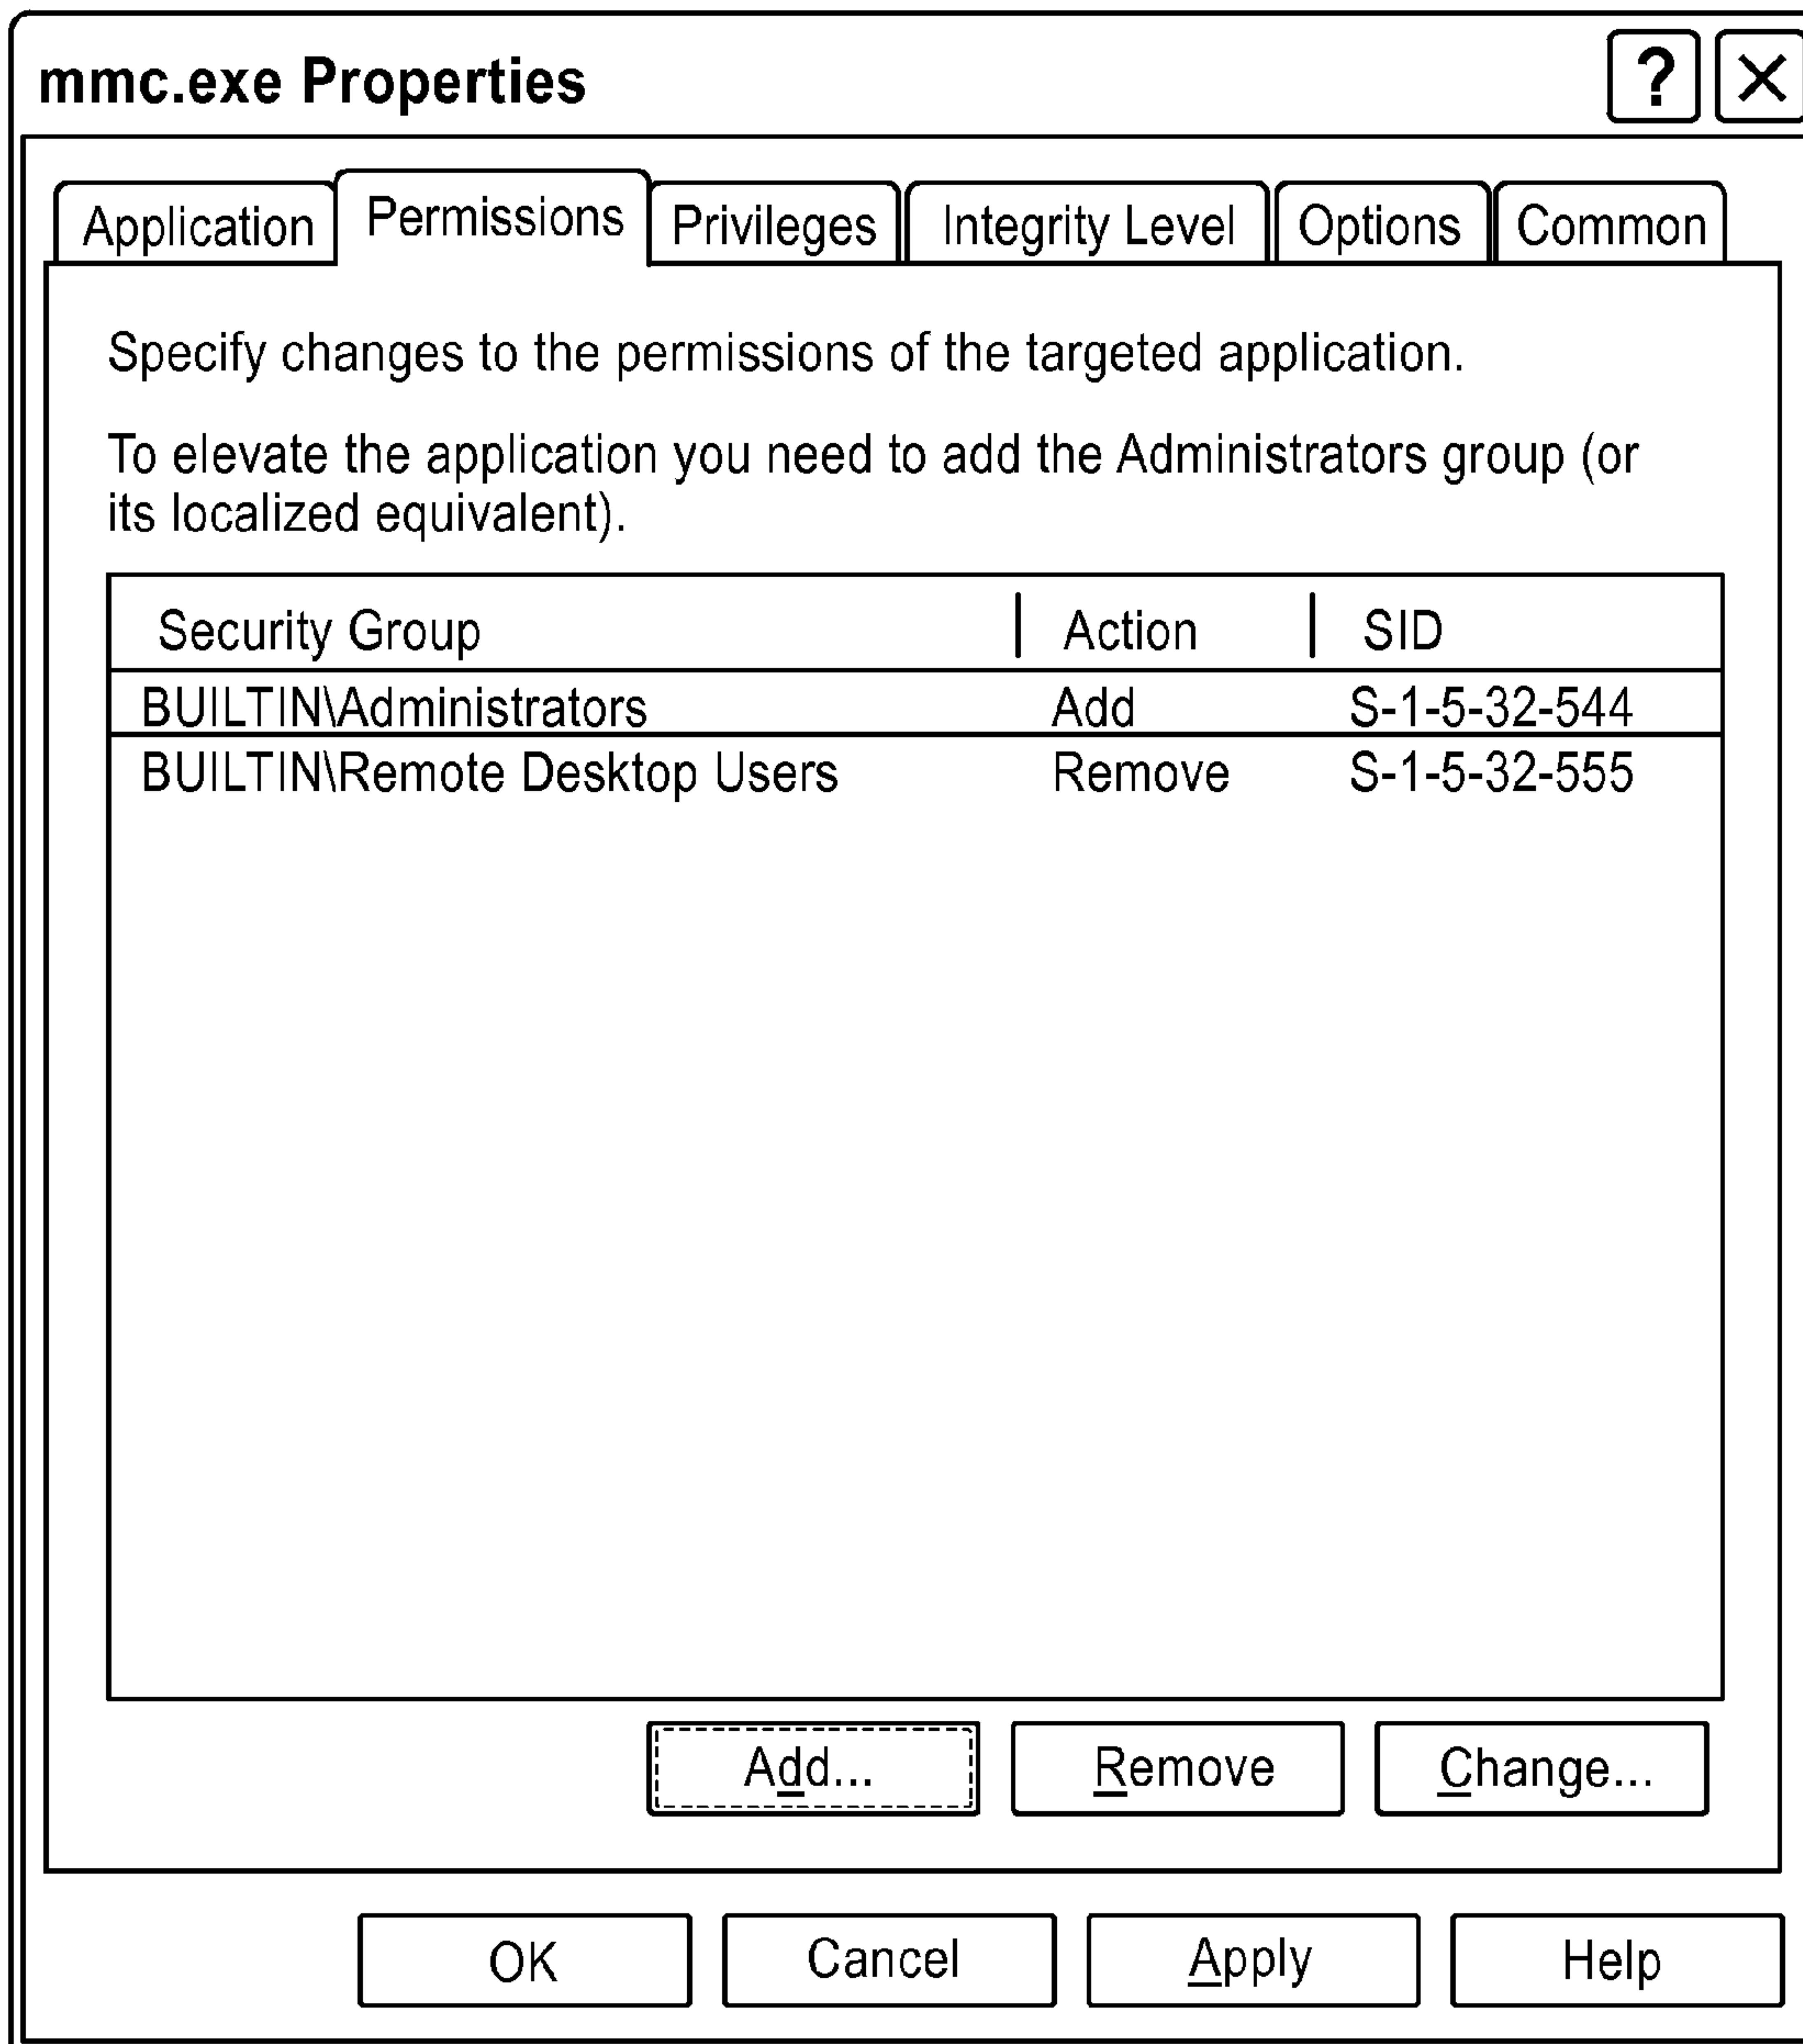 mmc.exe Properties ? X
Application Permissions Privileges Integrity Level Options Common
Specify changes to the permissions of the targeted application.
To elevate the application you need to add the Administrators group (or
its localized equivalent).
Security Group | Action | SID
BUILTIN\Administrators Add S-1-5-32-544
BUILTIN\Remote Desktop Users Remove S-1-5-32-555
Add... Remove Change...
OK Cancel Apply Help